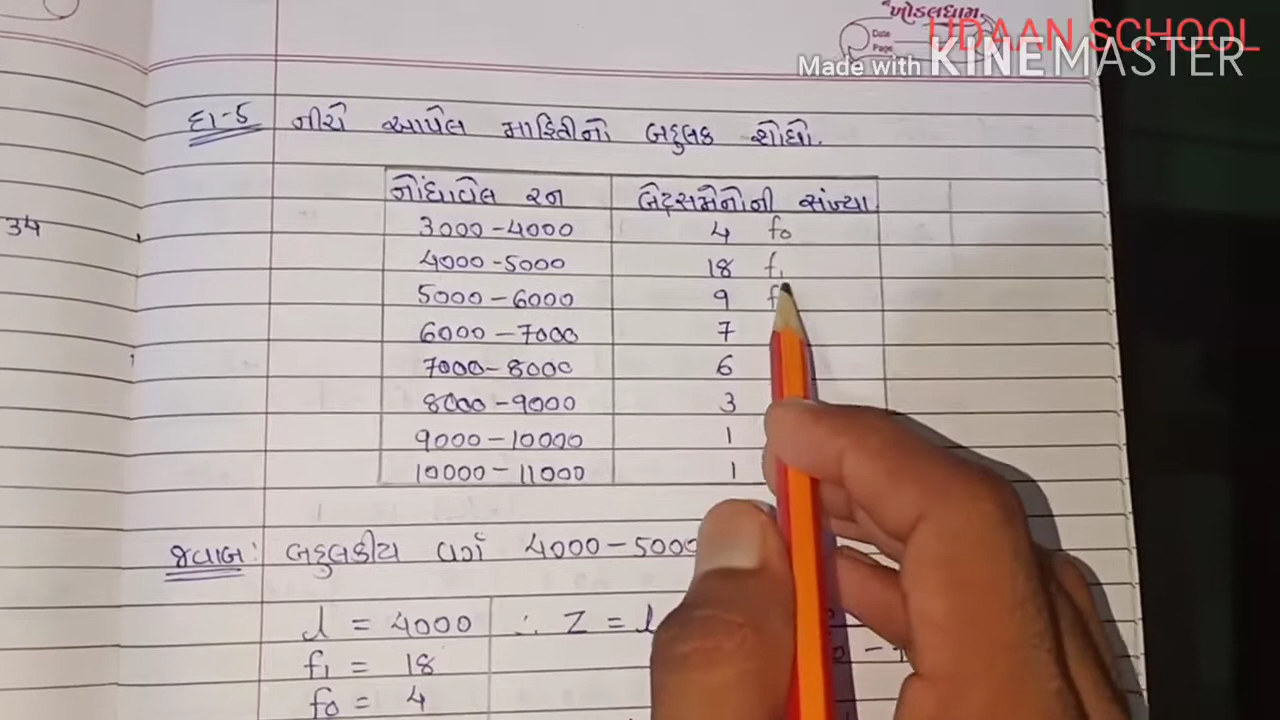 ખોડલધામ
UDAAN SCHOOL
Date
Page
Made with KINEMASTER
દા-5 નીચે આપેલ માહિતીનો બહુલક શોધો.
નોંધાવેલ રન બેટ્સમેનોની સંખ્યા
3000-4000 4 f0
4000-5000 18 f1
5000-6000 9 f
6000-7000 7
7000-8000 6
8000-9000 3
9000-10000 1
10000-11000 1
34
જવાબ: બહુલકીય વર્ગ 4000-5000
l = 4000 ∴ Z = l
f1 = 18
f0 = 4